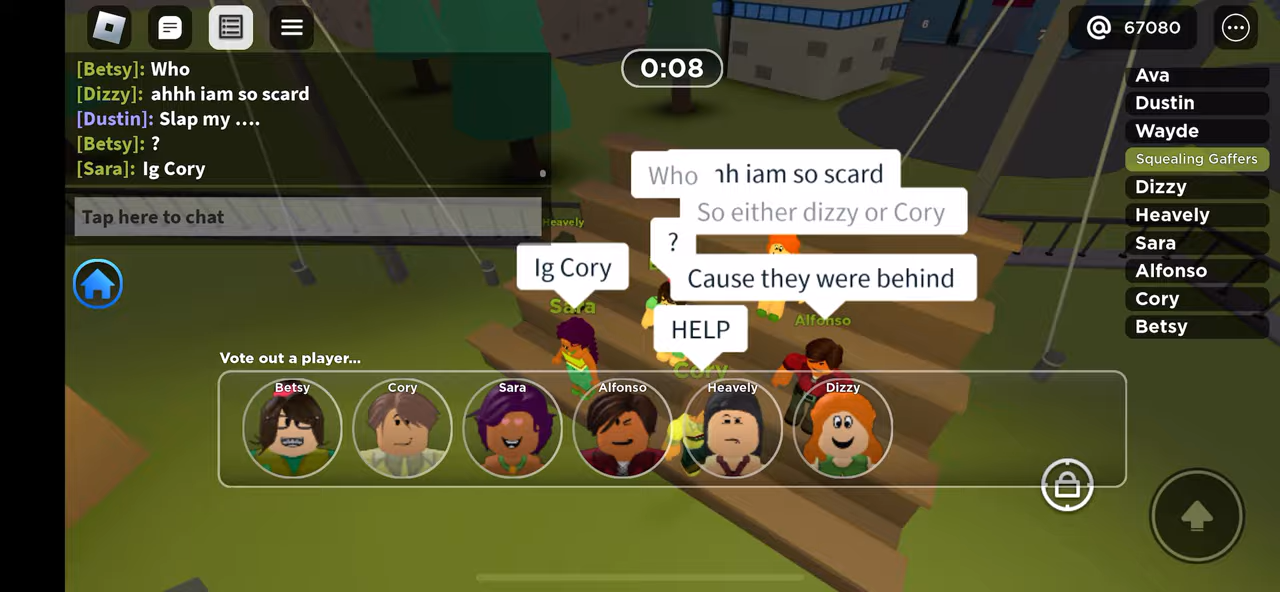 67080
0:08
[Betsy]: Who
[Dizzy]: ahhh iam so scard
[Dustin]: Slap my ....
[Betsy]: ?
[Sara]: Ig Cory
Tap here to chat
Ava
Dustin
Wayde
Squealing Gaffers
Dizzy
Heavely
Sara
Alfonso
Cory
Betsy
Who
hh iam so scard
So either dizzy or Cory
Heavely
?
Ig Cory
Cause they were behind
Sara
HELP
Alfonso
Cory
Vote out a player...
Betsy
Cory
Sara
Alfonso
Heavely
Dizzy